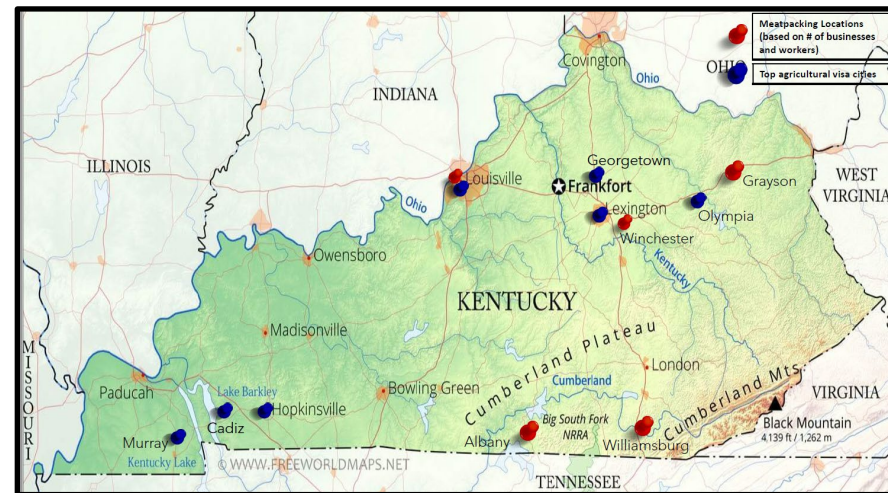 Meatpacking Locations
(based on # of businesses
and workers)
Top agricultural visa cities
OHIO
Covington
Ohio
INDIANA
ILLINOIS
Georgetown
Louisville
Frankfort
Grayson
WEST
VIRGINIA
Ohio
Lexington
Olympia
Winchester
Owensboro
Kentucky
KENTUCKY
Madisonville
Cumberland Plateau
London
MISSOURI
Paducah
Lake Barkley
Bowling Green
Cumberland
Cumberland Mts.
VIRGINIA
Hopkinsville
Cadiz
Big South Fork
NRRA
Black Mountain
4,139 ft / 1,262 m
Murray
Albany
Williamsburg
Kentucky Lake
© WWW.FREEWORLDMAPS.NET
TENNESSEE